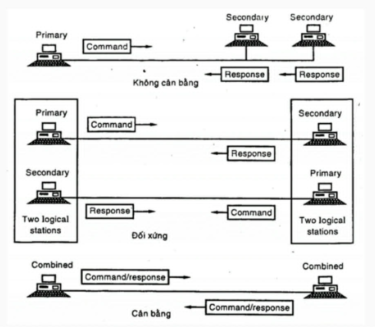 Secondary Secondary
Primary
Command
Response Response
Không cân bằng
Primary Secondary
Command
Response
Secondary Primary
Response Command
Two logical stations
Đối xứng
Two logical stations
Combined Combined
Command/response
Command/response
Cân bằng